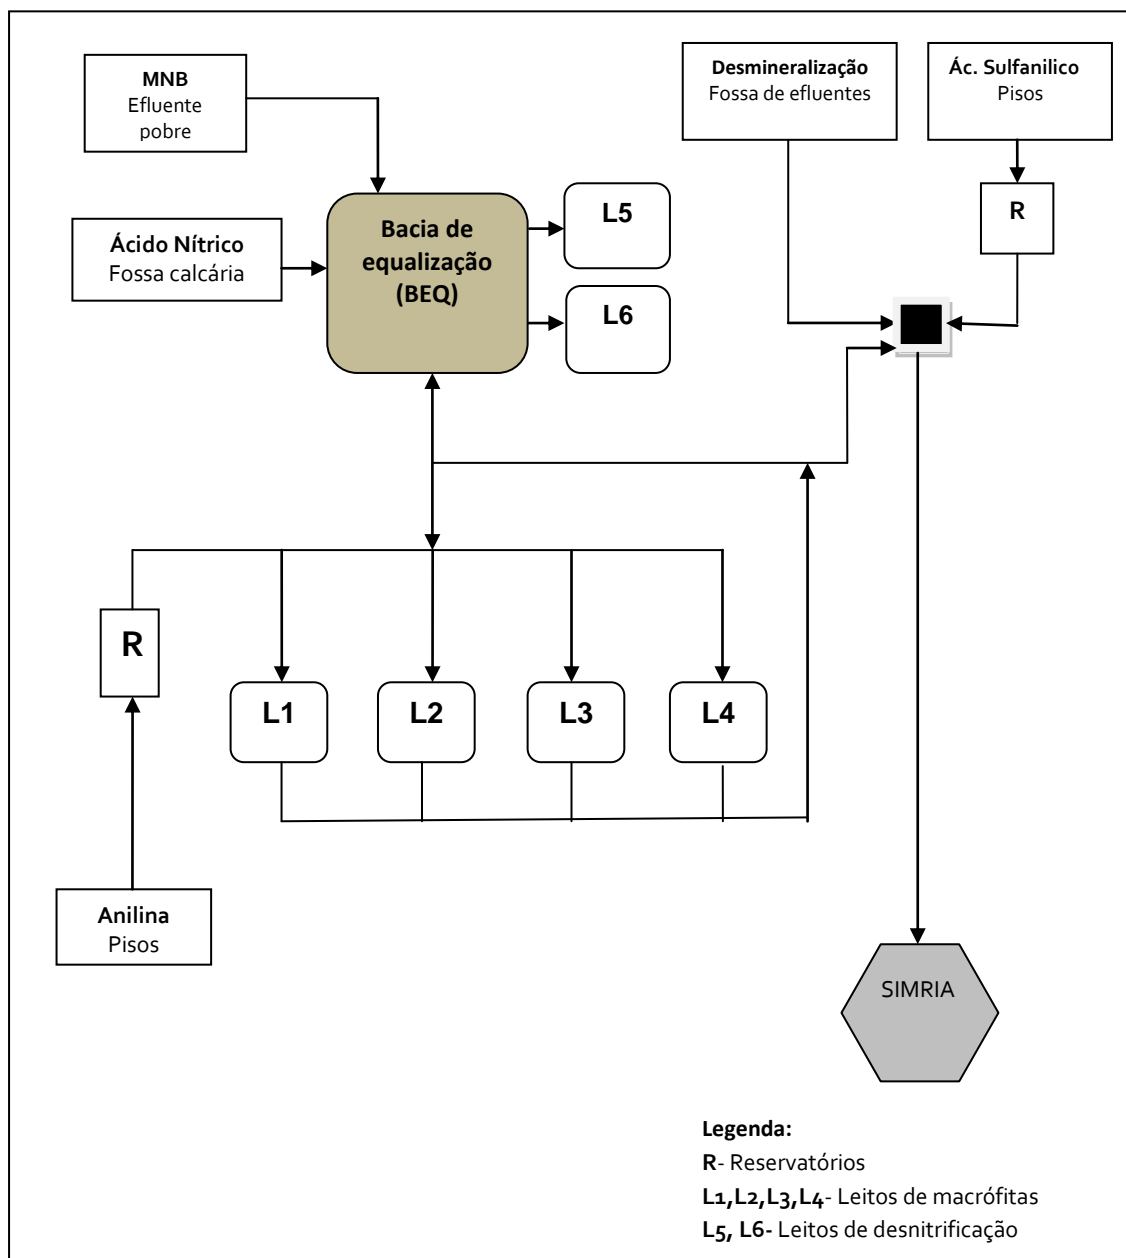 MNB
Efluente
pobre
Desmineralização
Fossa de efluentes
Ác. Sulfanilico
Pisos
R
Ácido Nítrico
Fossa calcária
Bacia de
equalização
(BEQ)
L5
L6
R
L1
L2
L3
L4
Anilina
Pisos
SIMRIA
Legenda:
R- Reservatórios
L1,L2,L3,L4- Leitos de macrófitas
L5, L6- Leitos de desnitrificação